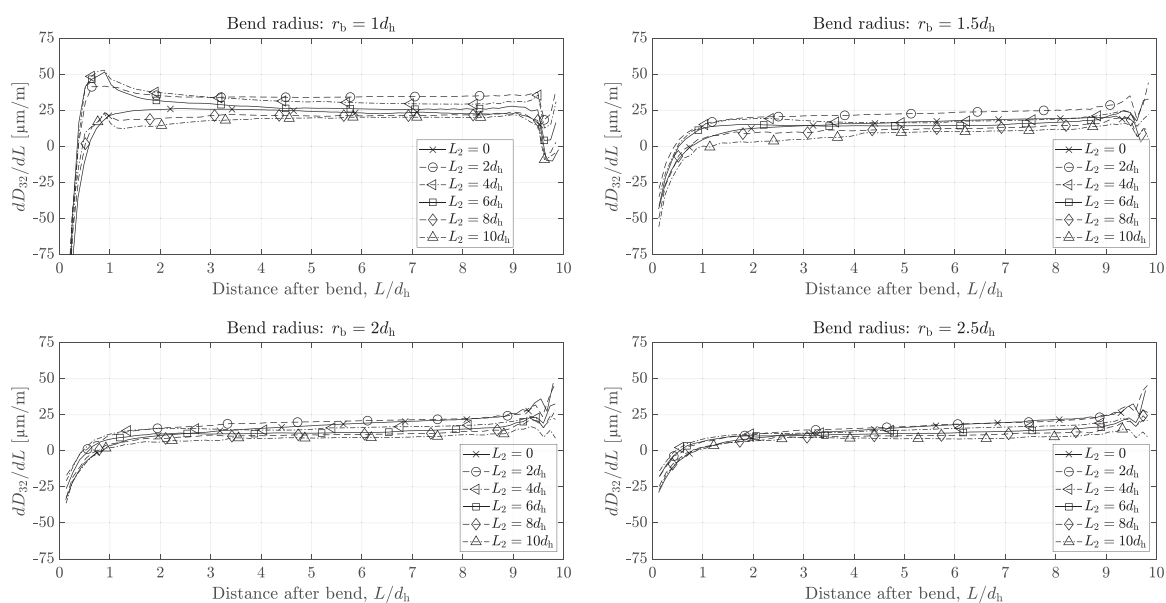 Bend radius: r_b = 1d_h
75
50
25
0
-25
-50
-75
dD_32/dL [µm/m]
L_2 = 0
L_2 = 2d_h
L_2 = 4d_h
L_2 = 6d_h
L_2 = 8d_h
L_2 = 10d_h
0 1 2 3 4 5 6 7 8 9 10
Distance after bend, L/d_h
Bend radius: r_b = 1.5d_h
75
50
25
0
-25
-50
-75
dD_32/dL [µm/m]
L_2 = 0
L_2 = 2d_h
L_2 = 4d_h
L_2 = 6d_h
L_2 = 8d_h
L_2 = 10d_h
0 1 2 3 4 5 6 7 8 9 10
Distance after bend, L/d_h
Bend radius: r_b = 2d_h
75
50
25
0
-25
-50
-75
dD_32/dL [µm/m]
L_2 = 0
L_2 = 2d_h
L_2 = 4d_h
L_2 = 6d_h
L_2 = 8d_h
L_2 = 10d_h
0 1 2 3 4 5 6 7 8 9 10
Distance after bend, L/d_h
Bend radius: r_b = 2.5d_h
75
50
25
0
-25
-50
-75
dD_32/dL [µm/m]
L_2 = 0
L_2 = 2d_h
L_2 = 4d_h
L_2 = 6d_h
L_2 = 8d_h
L_2 = 10d_h
0 1 2 3 4 5 6 7 8 9 10
Distance after bend, L/d_h